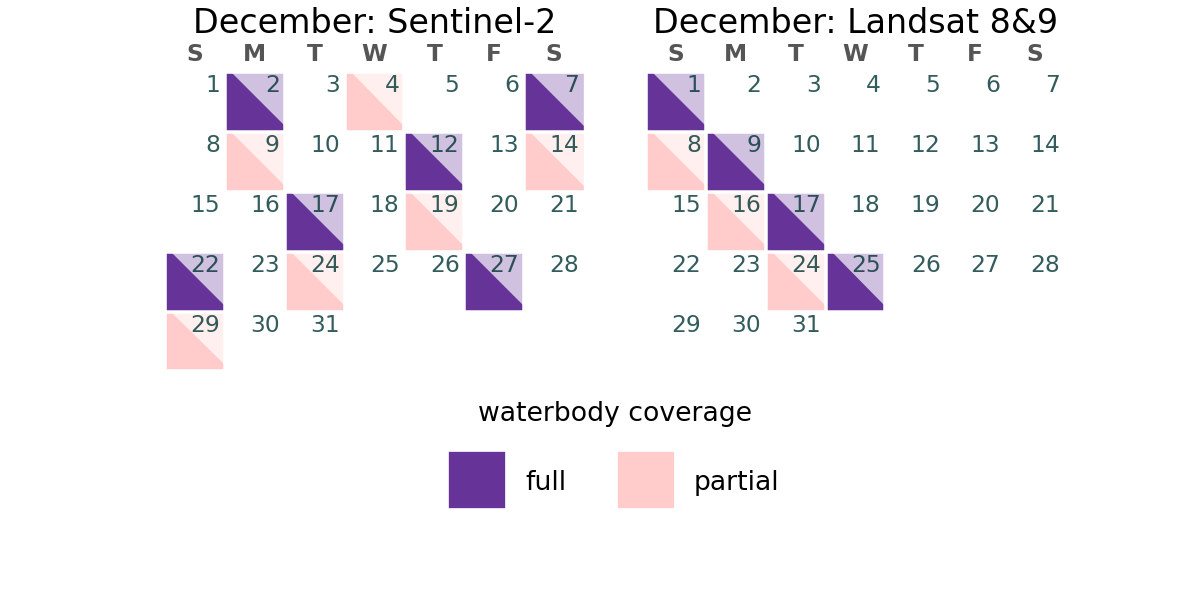 December: Sentinel-2
S M T W T F S
1 2 3 4 5 6 7
8 9 10 11 12 13 14
15 16 17 18 19 20 21
22 23 24 25 26 27 28
29 30 31
December: Landsat 8&9
S M T W T F S
1 2 3 4 5 6 7
8 9 10 11 12 13 14
15 16 17 18 19 20 21
22 23 24 25 26 27 28
29 30 31
waterbody coverage
full partial